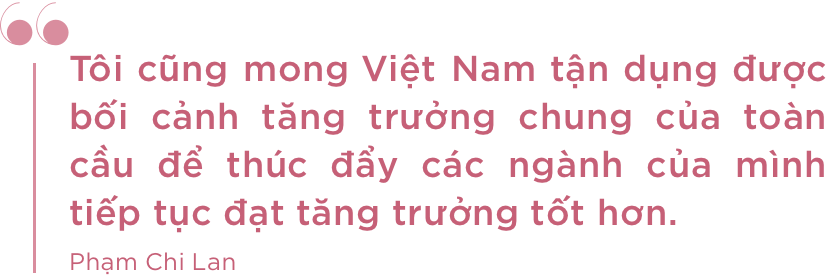 Tôi cũng mong Việt Nam tận dụng được
bối cảnh tăng trưởng chung của toàn
cầu để thúc đẩy các ngành của mình
tiếp tục đạt tăng trưởng tốt hơn.
Phạm Chi Lan